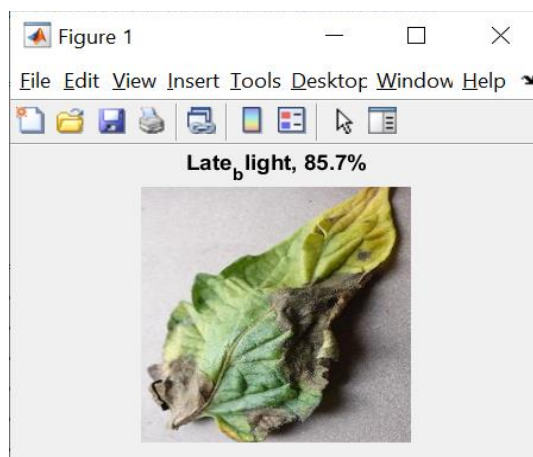 Figure 1
File Edit View Insert Tools Desktop Window Help
Late_blight, 85.7%